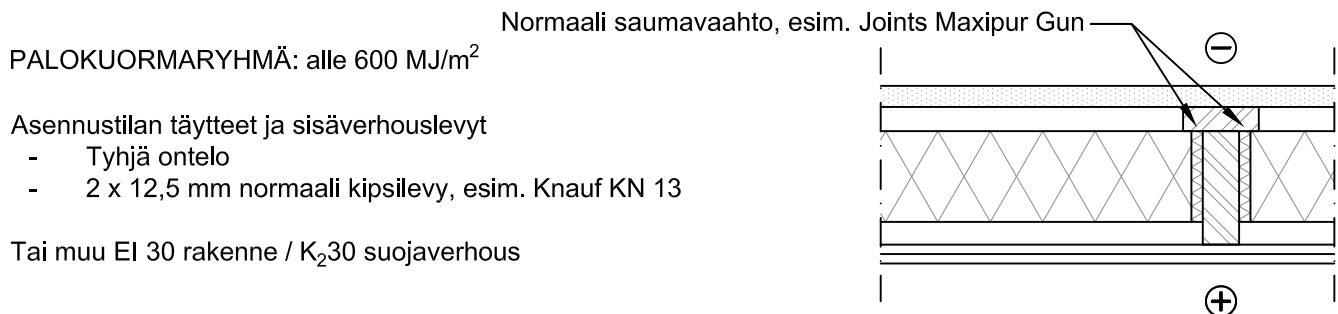 Normaali saumavaahto, esim. Joints Maxipur Gun
PALOKUORMARYHMÄ: alle 600 MJ/m²
Asennustilan täytteet ja sisäverhouslevyt
- Tyhjä ontelo
- 2 x 12,5 mm normaali kipsilevy, esim. Knauf KN 13
Tai muu EI 30 rakenne / K₂30 suojaverhous